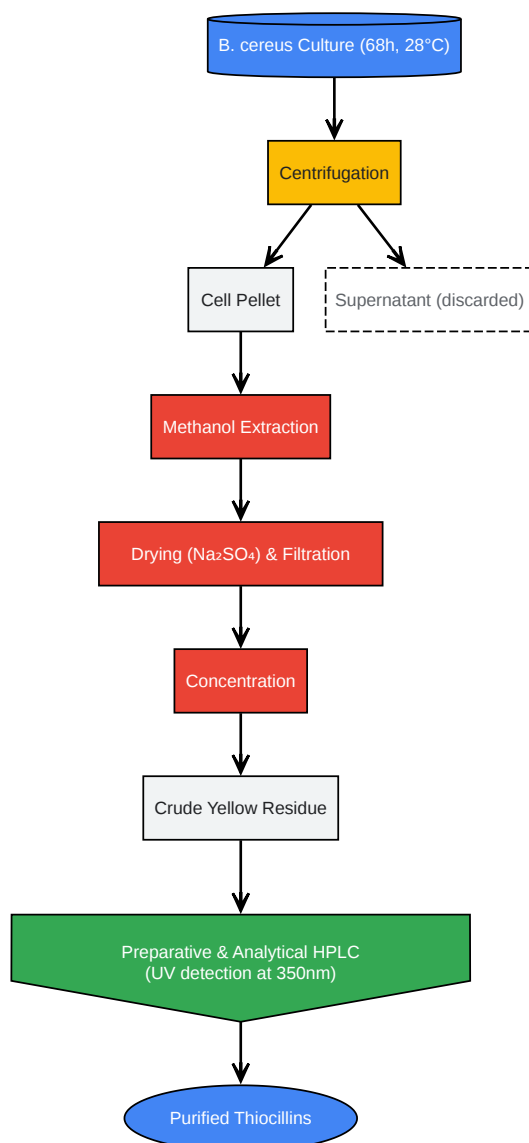 B. cereus Culture (68h, 28°C)
Centrifugation
Cell Pellet
Supernatant (discarded)
Methanol Extraction
Drying (Na₂SO₄) & Filtration
Concentration
Crude Yellow Residue
Preparative & Analytical HPLC
(UV detection at 350nm)
Purified Thiocillins